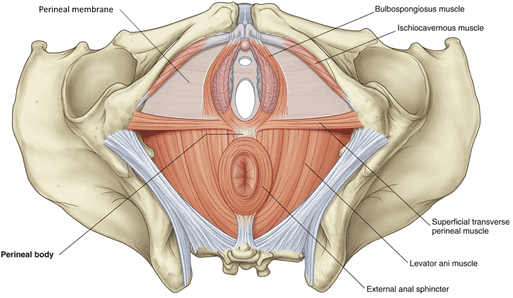 Perineal membrane
Bulbospongiosus muscle
Ischiocavernous muscle
Superficial transverse
perineal muscle
Perineal body
Levator ani muscle
External anal sphincter